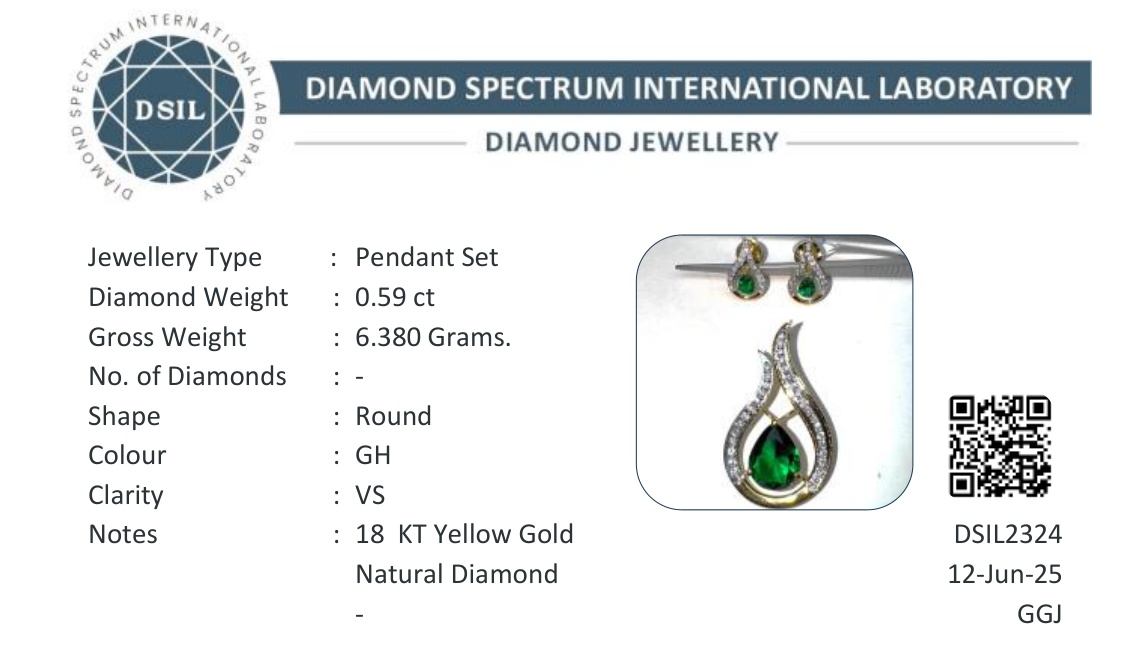 DIAMOND SPECTRUM INTERNATIONAL LABORATORY
DSIL
DIAMOND SPECTRUM INTERNATIONAL LABORATORY
DIAMOND JEWELLERY
Jewellery Type : Pendant Set
Diamond Weight : 0.59 ct
Gross Weight : 6.380 Grams.
No. of Diamonds : -
Shape : Round
Colour : GH
Clarity : VS
Notes : 18 KT Yellow Gold
Natural Diamond
-
DSIL2324
12-Jun-25
GGJ